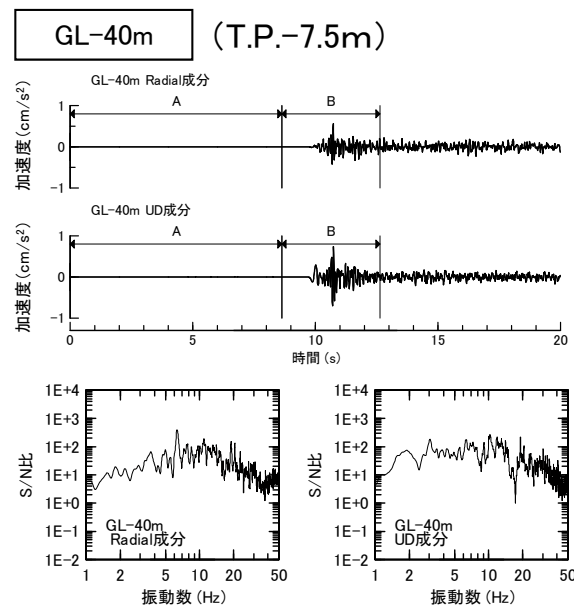 GL-40m (T.P.-7.5m)
GL-40m Radial成分
加速度(cm/s²)
1
0
-1
A B
GL-40m UD成分
加速度(cm/s²)
1
0
-1
A B
0 5 10 15 20
時間(s)
S/N比
1E+4
1E+3
1E+2
1E+1
1E+0
1E-1
1E-2
GL-40m
Radial成分
1 2 5 10 20 50
振動数(Hz)
S/N比
1E+4
1E+3
1E+2
1E+1
1E+0
1E-1
1E-2
GL-40m
UD成分
1 2 5 10 20 50
振動数(Hz)